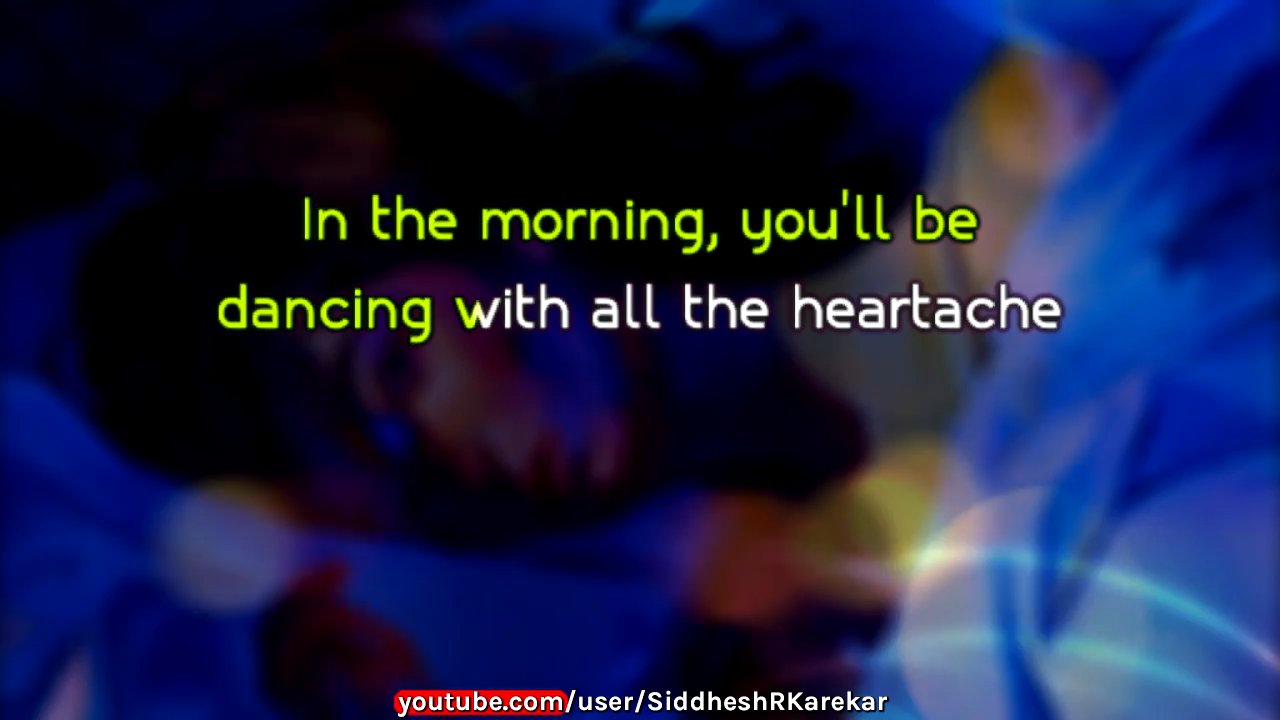 In the morning, you'll be
dancing with all the heartache
youtube.com/user/SiddheshRKarekar